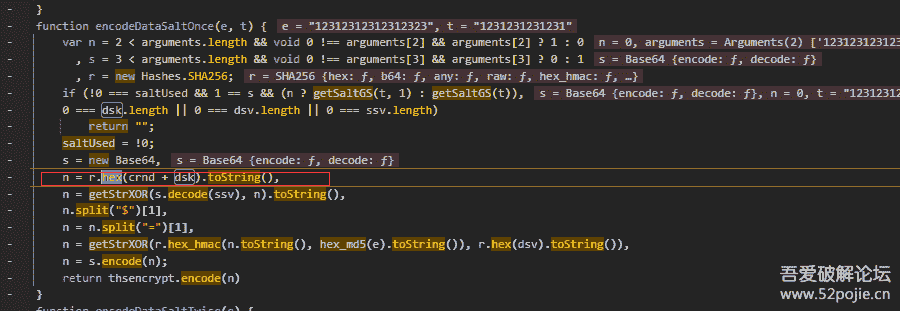 }
function encodeDataSaltOnce(e, t) { e = "12312312312312323", t = "1231231231231"
var n = 2 < arguments.length && void 0 !== arguments[2] && arguments[2] ? 1 : 0 n = 0, arguments = Arguments(2) ['123123123123
, s = 3 < arguments.length && void 0 !== arguments[3] && arguments[3] ? 0 : 1 s = Base64 {encode: ƒ, decode: ƒ}
, r = new Hashes.SHA256; r = SHA256 {hex: ƒ, b64: ƒ, any: ƒ, raw: ƒ, hex_hmac: ƒ, …}
if (!0 === saltUsed && 1 == s && (n ? getSaltGS(t, 1) : getSaltGS(t)), s = Base64 {encode: ƒ, decode: ƒ}, n = 0, t = "1231231
0 === dsk.length || 0 === dsv.length || 0 === ssv.length)
return "";
saltUsed = !0;
s = new Base64, s = Base64 {encode: ƒ, decode: ƒ}
n = r.hex(crnd + dsk).toString(),
n = getStrXOR(s.decode(ssv), n).toString(),
n.split("$")[1],
n = n.split("=")[1],
n = getStrXOR(r.hex_hmac(n.toString(), hex_md5(e).toString()), r.hex(dsv).toString()),
n = s.encode(n);
return thsencrypt.encode(n)
}
function encodeDataSaltTwice(e) {
吾爱破解论坛
www.52pojie.cn